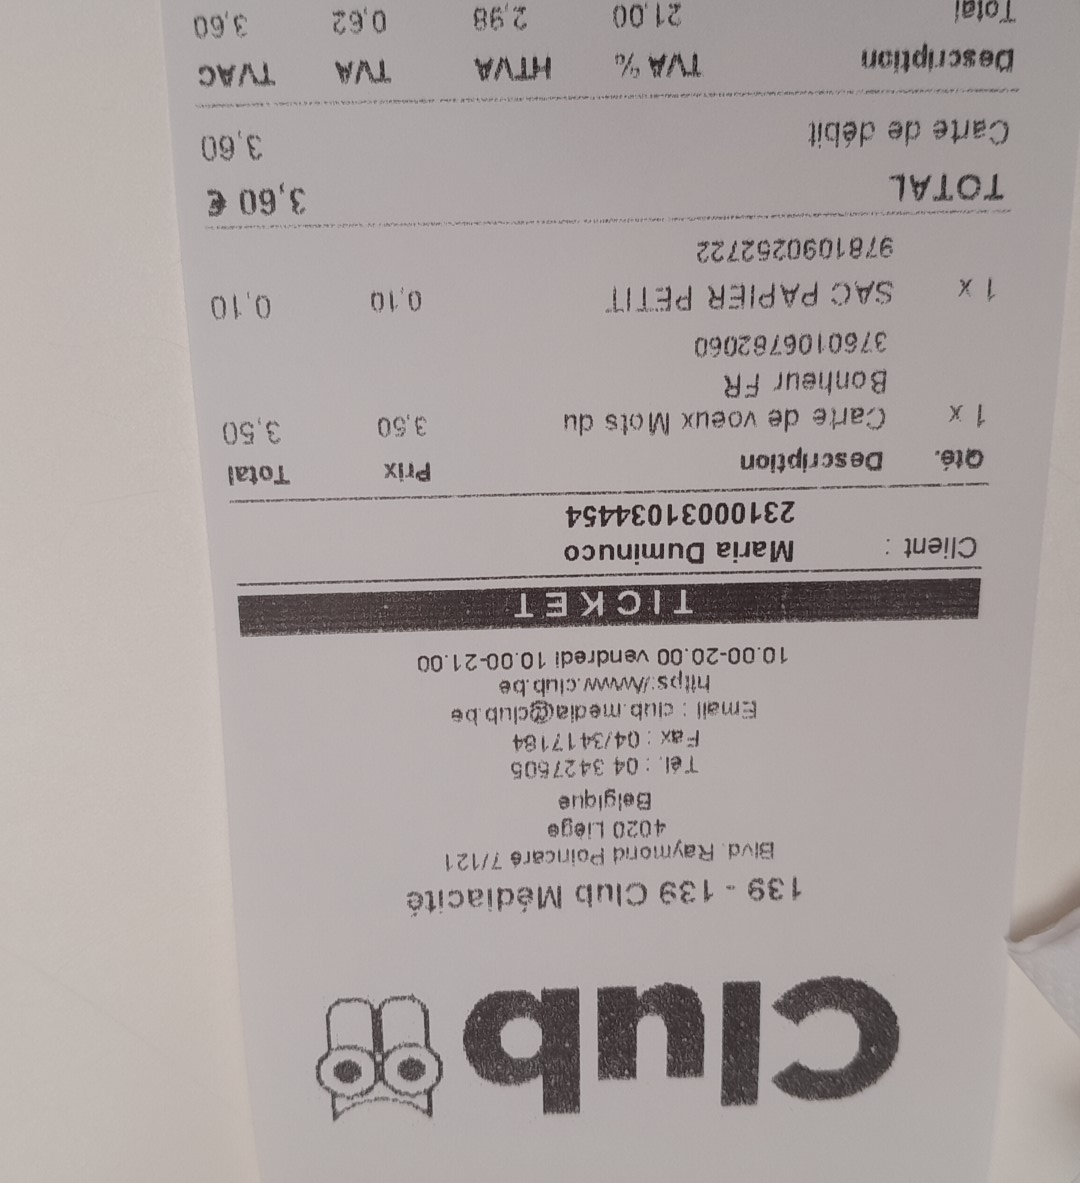 Club
139 - 139 Club Médiacité
Blvd. Raymond Poincaré 7/121
4020 Liège
Belgique
Tél. : 04 3427505
Fax : 04/3417184
Email : club.media@club.be
https://www.club.be
10.00-20.00 vendredi 10.00-21.00
TICKET
Client : Maria Duminuco
2310003103445 4
Qté. Description Prix Total
1 x Carte de voeux Mots du 3,50 3,50
Bonheur FR
3760106782060
1 x SAC PAPIER PETIT 0,10 0,10
9781090252722
TOTAL 3,60 €
Carte de débit 3,60
Description TVA % HTVA TVA TVAC
Total 21,00 2,98 0,62 3,60